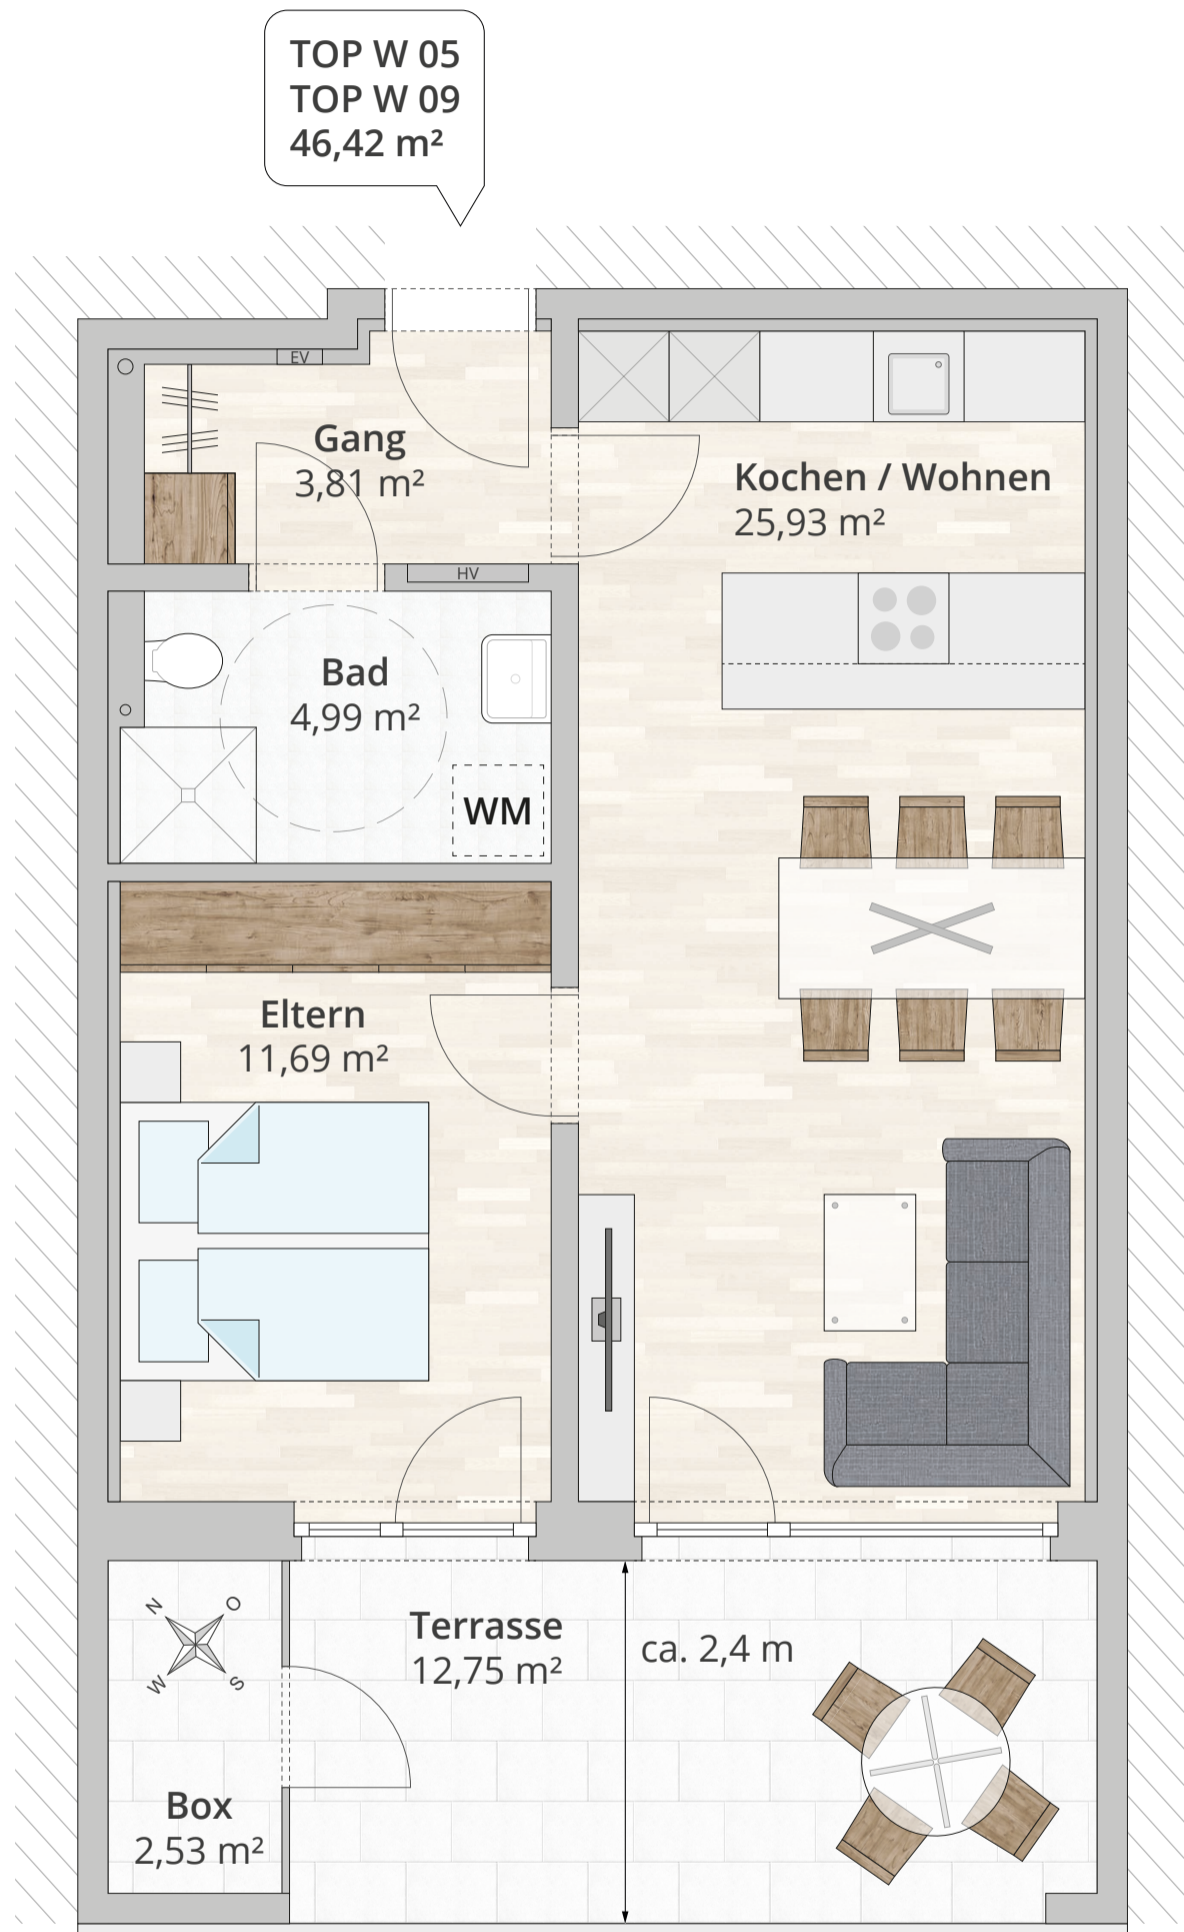 TOP W 05
TOP W 09
46,42 m²
EV
Gang
3,81 m²
Kochen / Wohnen
25,93 m²
HV
Bad
4,99 m²
WM
Eltern
11,69 m²
N
O
W
S
Terrasse
12,75 m²
ca. 2,4 m
Box
2,53 m²